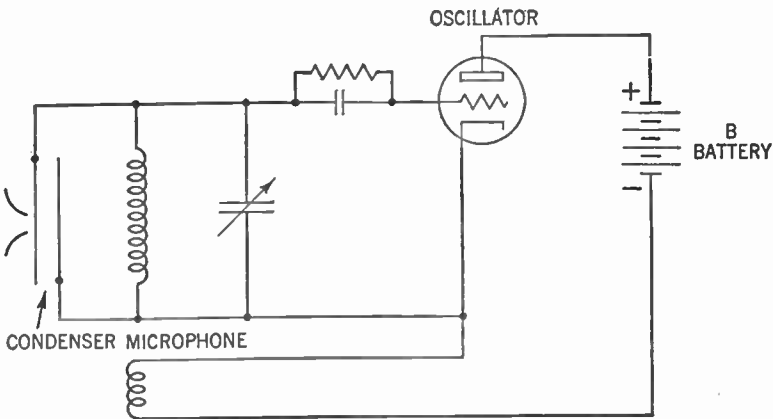 OSCILLATOR
+
B
BATTERY
−
CONDENSER MICROPHONE